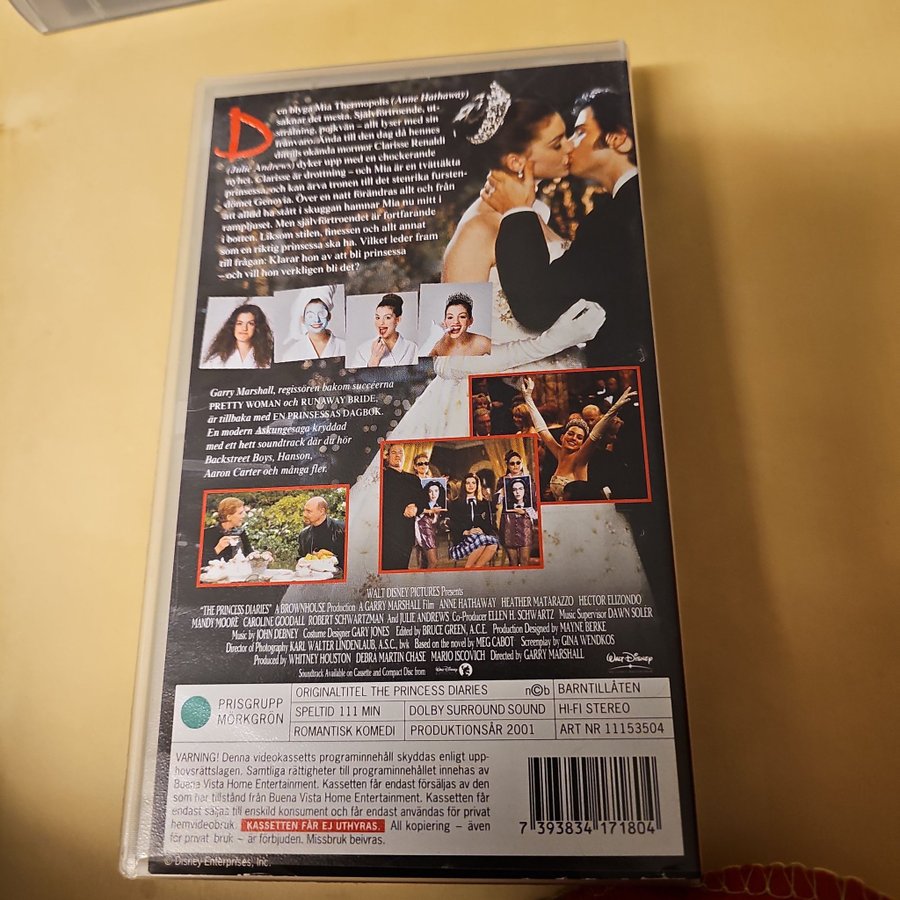 Den blyga Mia Thermopolis (Anne Hathaway)
saknar det mesta. Självförtroende, ut-
strålning, pojkvän – allt lyser med sin
frånvaro. Ända till den dag då hennes
dittills okända mormor Clarisse Renaldi
(Julie Andrews) dyker upp med en chockerande
nyhet. Clarisse är drottning – och Mia är en tvättäkta
prinsessa, och kan ärva tronen till det stenrika fursten-
dömet Genovia. Över en natt förändras allt och från
att alltid ha stått i skuggan hamnar Mia nu mitt i
rampljuset. Men självförtroendet är fortfarande
i botten. Liksom stilen, finessen och allt annat
som en riktig prinsessa ska ha. Vilket leder fram
till frågan: Klarar hon av att bli prinsessa
– och vill hon verkligen bli det?
Garry Marshall, regissören bakom succéerna
PRETTY WOMAN och RUNAWAY BRIDE,
är tillbaka med EN PRINSESSAS DAGBOK.
En modern Askungesaga kryddad
med ett hett soundtrack där du hör
Backstreet Boys, Hanson,
Aaron Carter och många fler.
WALT DISNEY PICTURES Presents
"THE PRINCESS DIARIES" A BROWNHOUSE Production A GARRY MARSHALL Film ANNE HATHAWAY HEATHER MATARAZZO HECTOR ELIZONDO
MANDY MOORE CAROLINE GOODALL ROBERT SCHWARTZMAN And JULIE ANDREWS Co-Producer ELLEN H. SCHWARTZ Music Supervisor DAWN SOLER
Music by JOHN DEBNEY Costume Designer GARY JONES Edited by BRUCE GREEN, A.C.E. Production Designed by MAYNE BERKE
Director of Photography KARL WALTER LINDENLAUB, A.S.C., bvk Based on the novel by MEG CABOT Screenplay by GINA WENDKOS
Produced by WHITNEY HOUSTON DEBRA MARTIN CHASE MARIO ISCOVICH Directed by GARRY MARSHALL
Walt Disney
PICTURES
Soundtrack Available on Cassette and Compact Disc from Walt Disney
PRISGRUPP
MÖRKGRÖN
ORIGINALTITEL THE PRINCESS DIARIES n©b BARNTILLÅTEN
SPELTID 111 MIN DOLBY SURROUND SOUND HI-FI STEREO
ROMANTISK KOMEDI PRODUKTIONSÅR 2001 ART NR 11153504
VARNING! Denna videokassetts programinnehåll skyddas enligt upp-
hovsrättslagen. Samtliga rättigheter till programinnehållet innehas av
Buena Vista Home Entertainment. Kassetten får endast försäljas av den
som har tillstånd från Buena Vista Home Entertainment. Kassetten får
endast säljas till enskild konsument och får endast användas för privat
hemvideobruk. KASSETTEN FÅR EJ UTHYRAS. All kopiering – även
för privat bruk – är förbjuden. Missbruk beivras.
7 393834 171804
© Disney Enterprises, Inc.